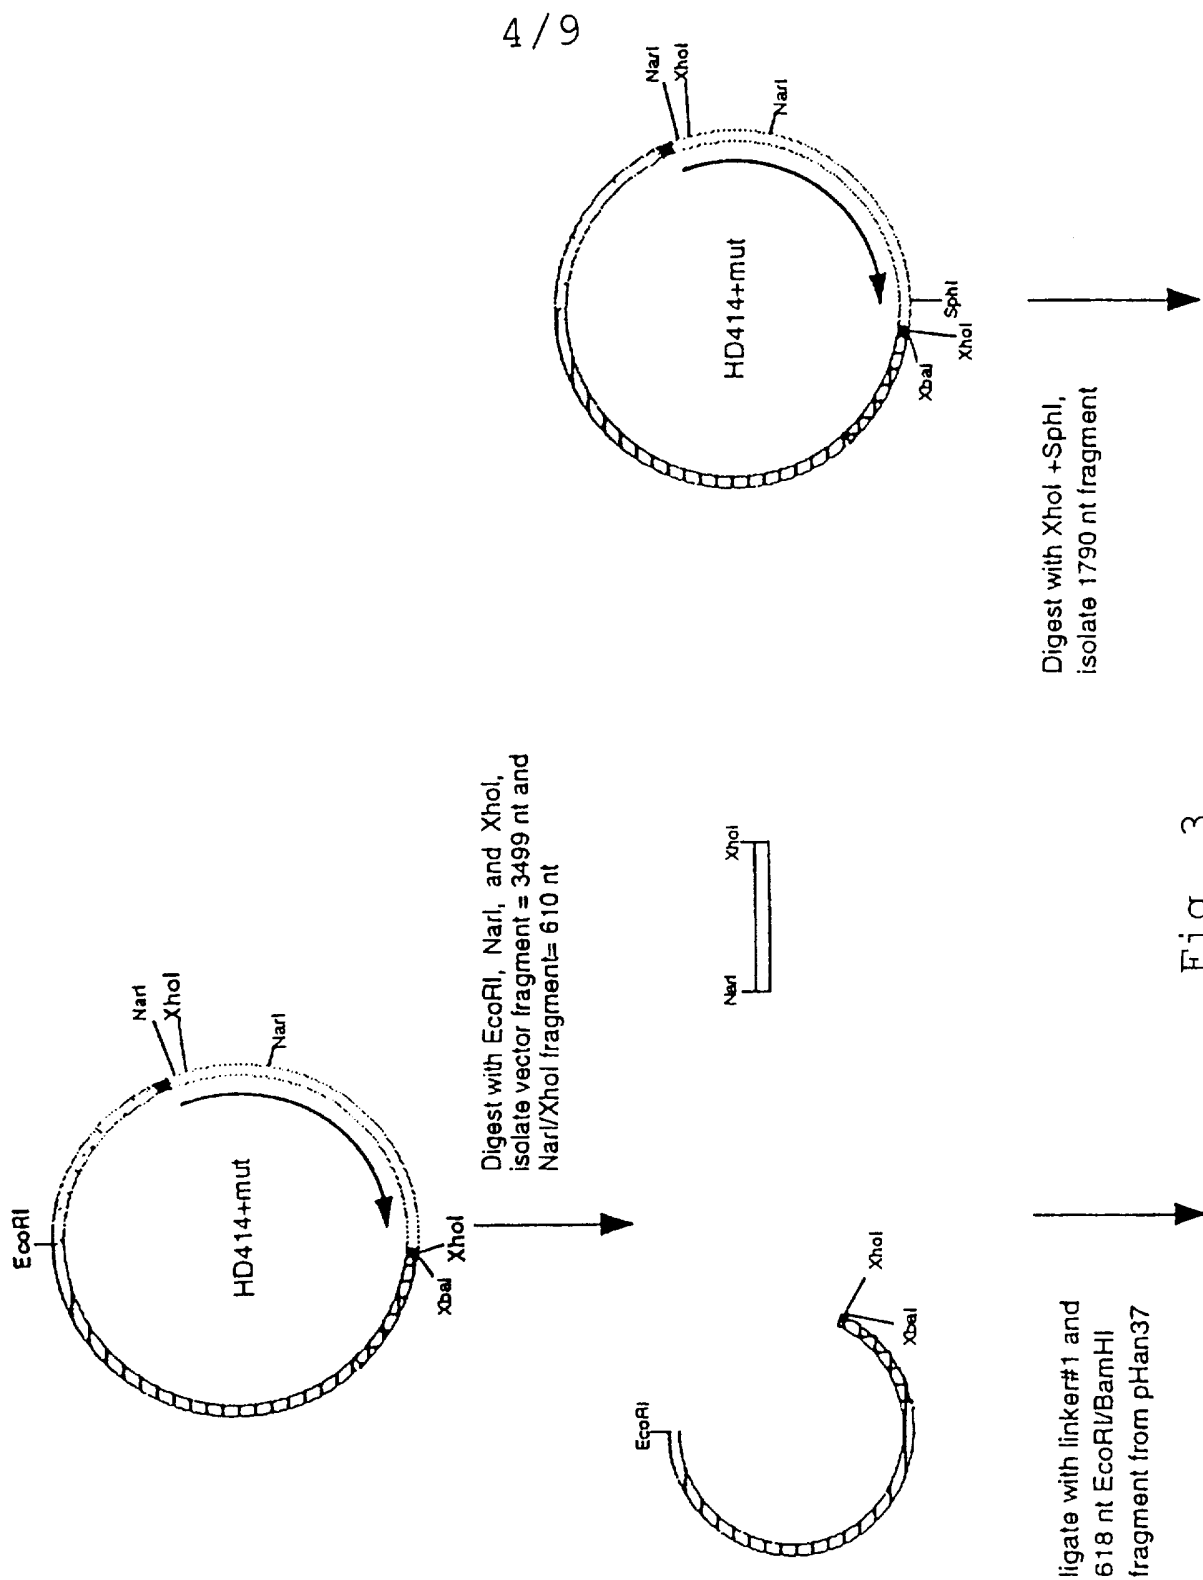 4/9
EcoRI
NarI
XhoI
NarI
HD414+mut
XbaI
XhoI
Digest with EcoRI, NarI, and XhoI,
isolate vector fragment = 3499 nt and
NarI/XhoI fragment= 610 nt
EcoRI
XhoI
XbaI
NarI
XhoI
ligate with linker#1 and
618 nt EcoRI/BamHI
fragment from pHan37
NarI
XhoI
NarI
HD414+mut
SphI
XhoI
XbaI
Digest with XhoI +SphI,
isolate 1790 nt fragment
Fig 3